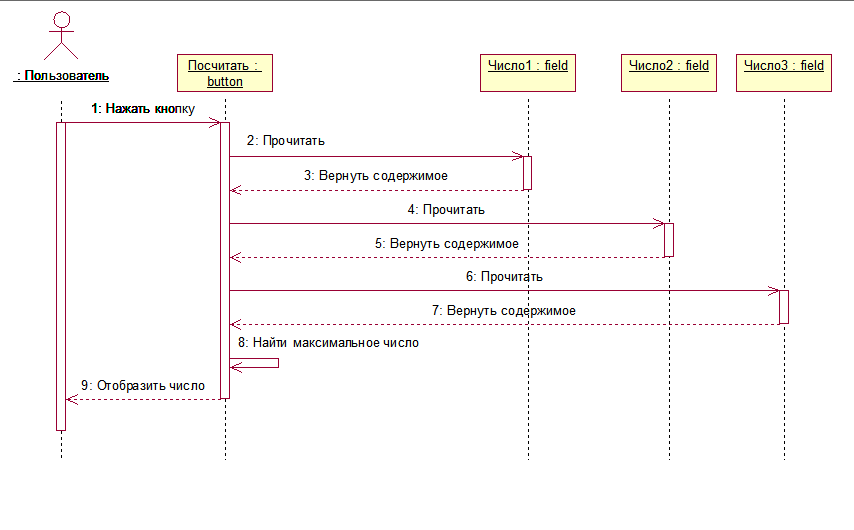 : Пользователь
Посчитать :
button
Число1 : field
Число2 : field
Число3 : field
1: Нажать кнопку
2: Прочитать
3: Вернуть содержимое
4: Прочитать
5: Вернуть содержимое
6: Прочитать
7: Вернуть содержимое
8: Найти максимальное число
9: Отобразить число